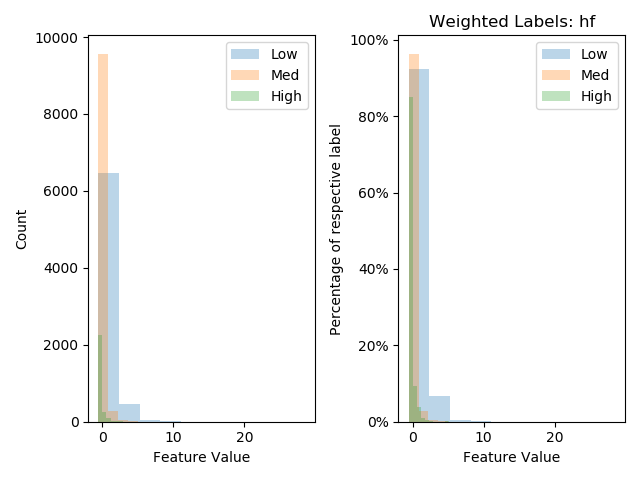 Weighted Labels: hf
10000
8000
6000
4000
2000
0
Count
0
10
20
Feature Value
Low
Med
High
100%
80%
60%
40%
20%
0%
Percentage of respective label
0
10
20
Feature Value
Low
Med
High